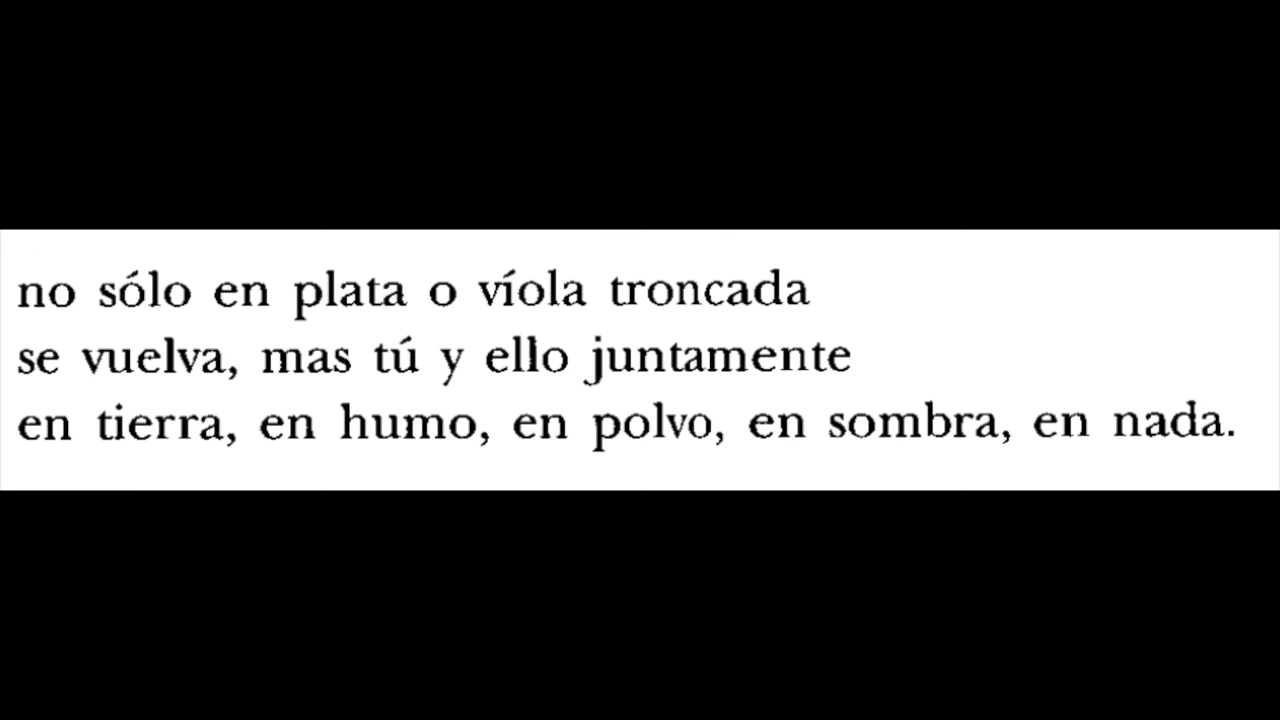 no sólo en plata o víola troncada
se vuelva, mas tú y ello juntamente
en tierra, en humo, en polvo, en sombra, en nada.